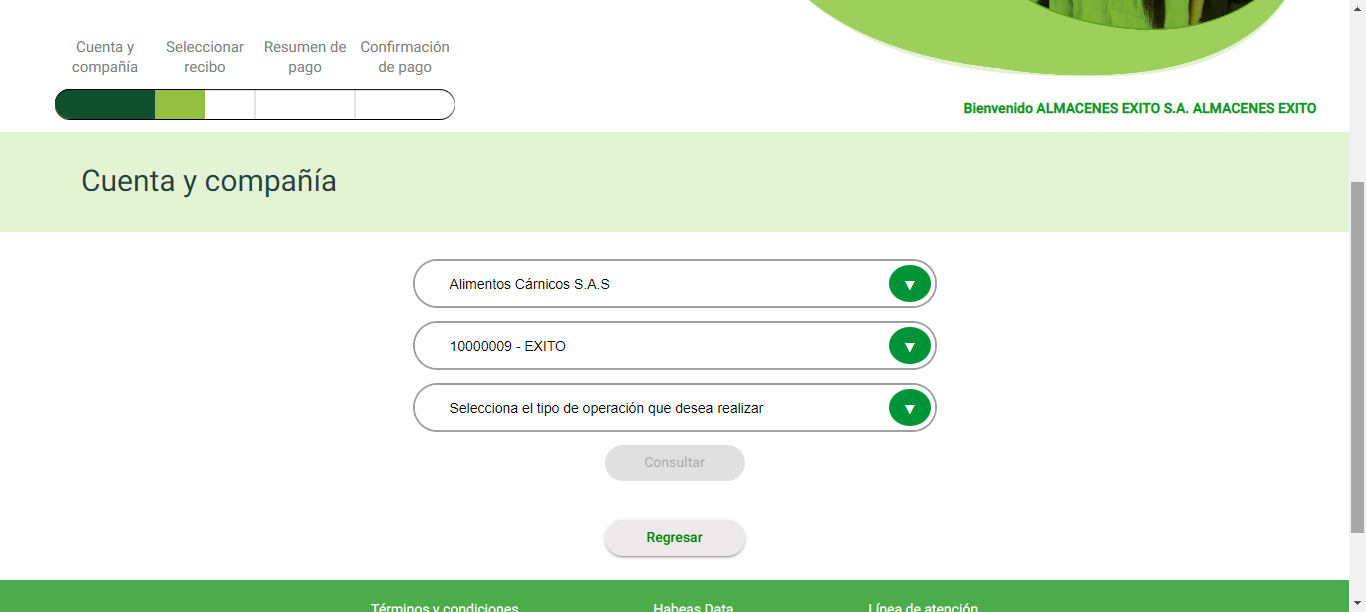 Cuenta y
compañía
Seleccionar
recibo
Resumen de
pago
Confirmación
de pago
Bienvenido ALMACENES EXITO S.A. ALMACENES EXITO
Cuenta y compañía
Alimentos Cárnicos S.A.S
10000009 - EXITO
Selecciona el tipo de operación que desea realizar
Consultar
Regresar
Términos y condiciones
Habeas Data
Línea de atención